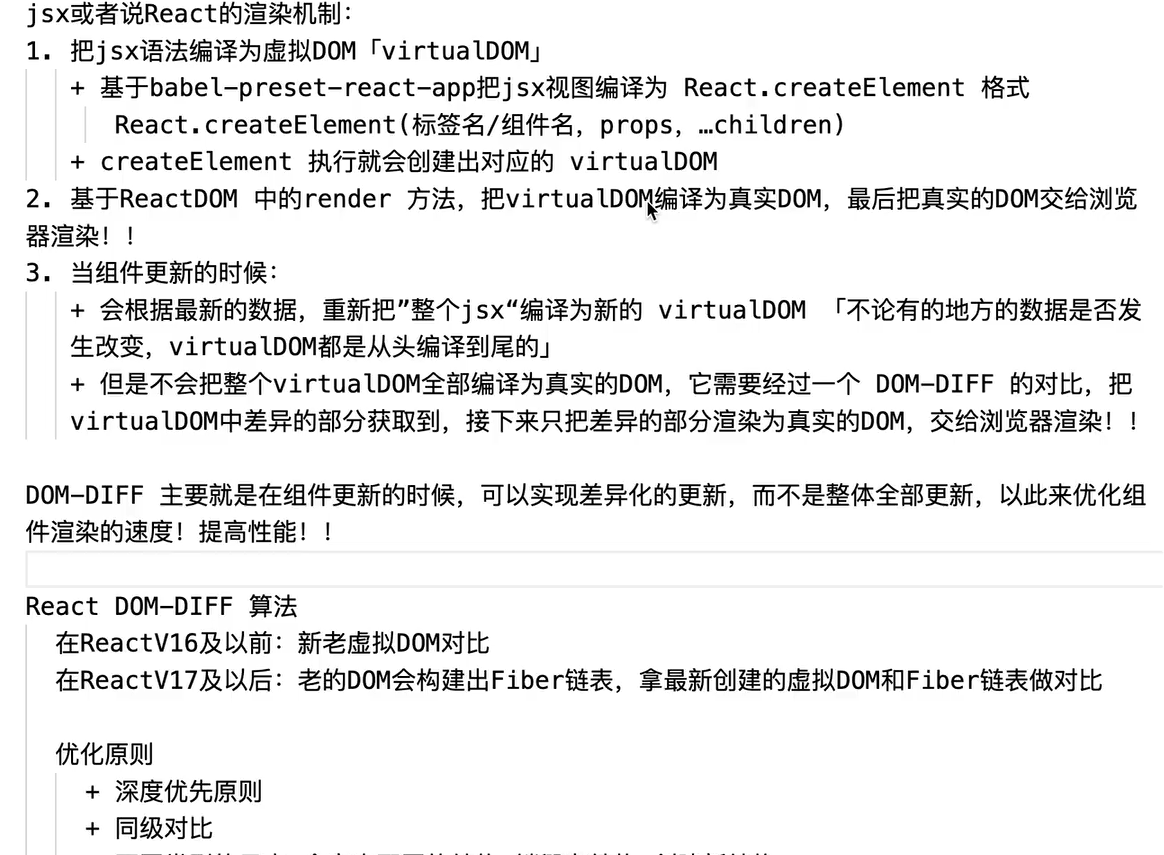 jsx或者说React的渲染机制：
1. 把jsx语法编译为虚拟DOM「virtualDOM」
+ 基于babel-preset-react-app把jsx视图编译为 React.createElement 格式
React.createElement(标签名/组件名，props，…children)
+ createElement 执行就会创建出对应的 virtualDOM
2. 基于ReactDOM 中的render 方法，把virtualDOM编译为真实DOM，最后把真实的DOM交给浏览
器渲染！！
3. 当组件更新的时候：
+ 会根据最新的数据，重新把”整个jsx“编译为新的 virtualDOM 「不论有的地方的数据是否发
生改变，virtualDOM都是从头编译到尾的」
+ 但是不会把整个virtualDOM全部编译为真实的DOM，它需要经过一个 DOM-DIFF 的对比，把
virtualDOM中差异的部分获取到，接下来只把差异的部分渲染为真实的DOM，交给浏览器渲染！！
DOM-DIFF 主要就是在组件更新的时候，可以实现差异化的更新，而不是整体全部更新，以此来优化组
件渲染的速度！提高性能！！
React DOM-DIFF 算法
在ReactV16及以前：新老虚拟DOM对比
在ReactV17及以后：老的DOM会构建出Fiber链表，拿最新创建的虚拟DOM和Fiber链表做对比
优化原则
+ 深度优先原则
+ 同级对比